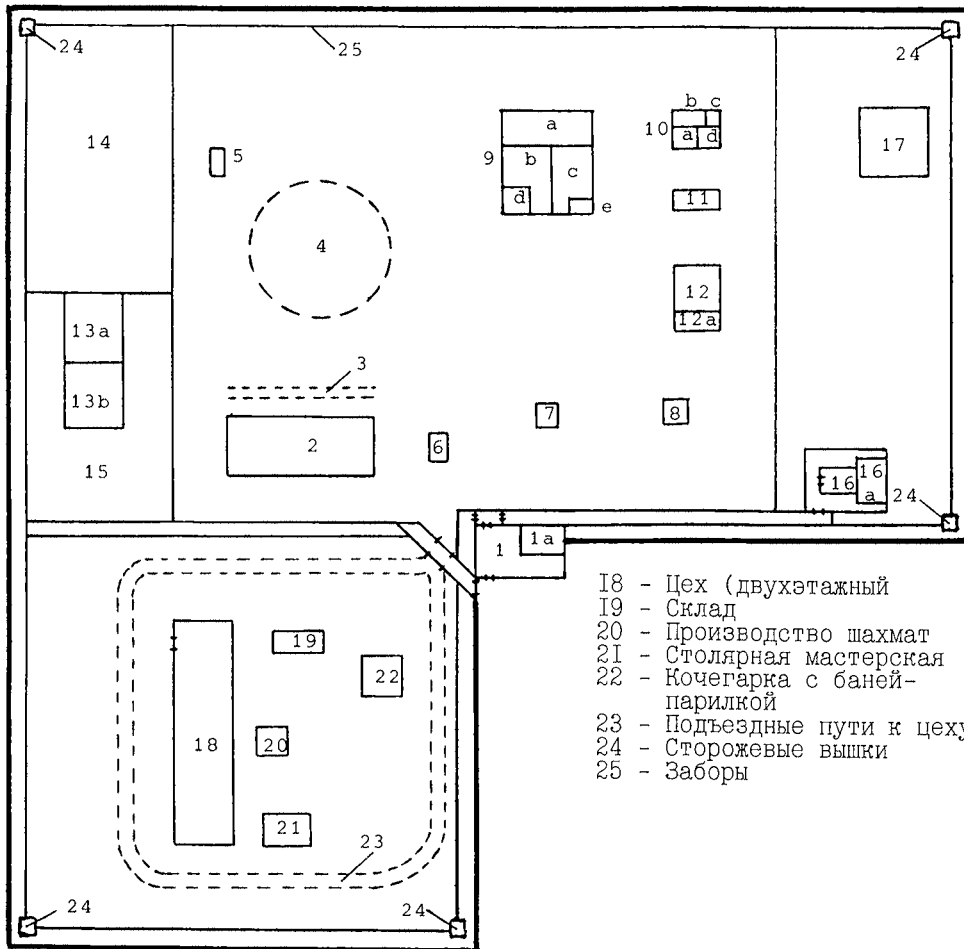 24
25
24
b c
a
10
a d
14
5
9
b
c
17
d
e
11
4
12
12a
13a
3
13b
7
8
2
6
15
16
16
a
24
1
1a
I8 - Цех (двухэтажный
I9 - Склад
20 - Производство шахмат
2I - Столярная мастерская
22 - Кочегарка с баней-
парилкой
23 - Подъездные пути к цеху
24 - Сторожевые вышки
25 - Заборы
19
22
18
20
21
23
24
24